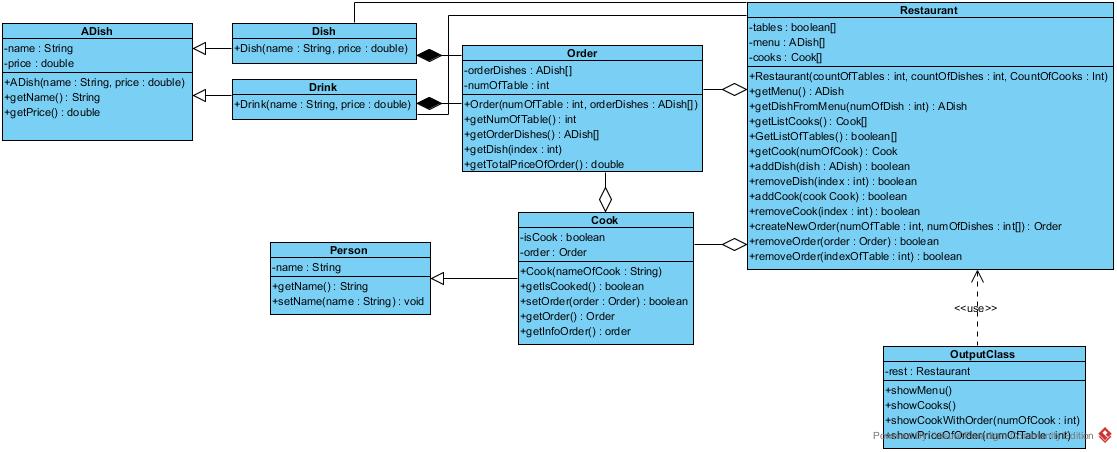 ADish
-name : String
-price : double
+ADish(name : String, price : double)
+getName() : String
+getPrice() : double
Dish
+Dish(name : String, price : double)
Drink
+Drink(name : String, price : double)
Order
-orderDishes : ADish[]
-numOfTable : int
+Order(numOfTable : int, orderDishes : ADish[])
+getNumOfTable() : int
+getOrderDishes() : ADish[]
+getDish(index : int)
+getTotalPriceOfOrder() : double
Restaurant
-tables : boolean[]
-menu : ADish[]
-cooks : Cook[]
+Restaurant(countOfTables : int, countOfDishes : int, CountOfCooks : Int)
+getMenu() : ADish
+getDishFromMenu(numOfDish : int) : ADish
+getListCooks() : Cook[]
+GetListOfTables() : boolean[]
+getCook(numOfCook) : Cook
+addDish(dish : ADish) : boolean
+removeDish(index : int) : boolean
+addCook(cook Cook) : boolean
+removeCook(index : int) : boolean
+createNewOrder(numOfTable : int, numOfDishes : int[]) : Order
+removeOrder(order : Order) : boolean
+removeOrder(indexOfTable : int) : boolean
Person
-name : String
+getName() : String
+setName(name : String) : void
Cook
-isCook : boolean
-order : Order
+Cook(nameOfCook : String)
+getIsCooked() : boolean
+setOrder(order : Order) : boolean
+getOrder() : Order
+getInfoOrder() : order
<<use>>
OutputClass
-rest : Restaurant
+showMenu()
+showCooks()
+showCookWithOrder(numOfCook : int)
+showPriceOfOrder(numOfTable : int)